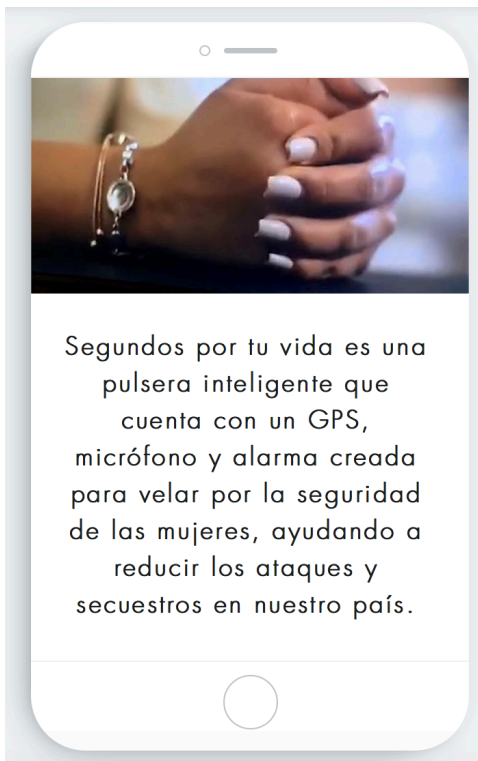 Segundos por tu vida es una
pulsera inteligente que
cuenta con un GPS,
micrófono y alarma creada
para velar por la seguridad
de las mujeres, ayudando a
reducir los ataques y
secuestros en nuestro país.